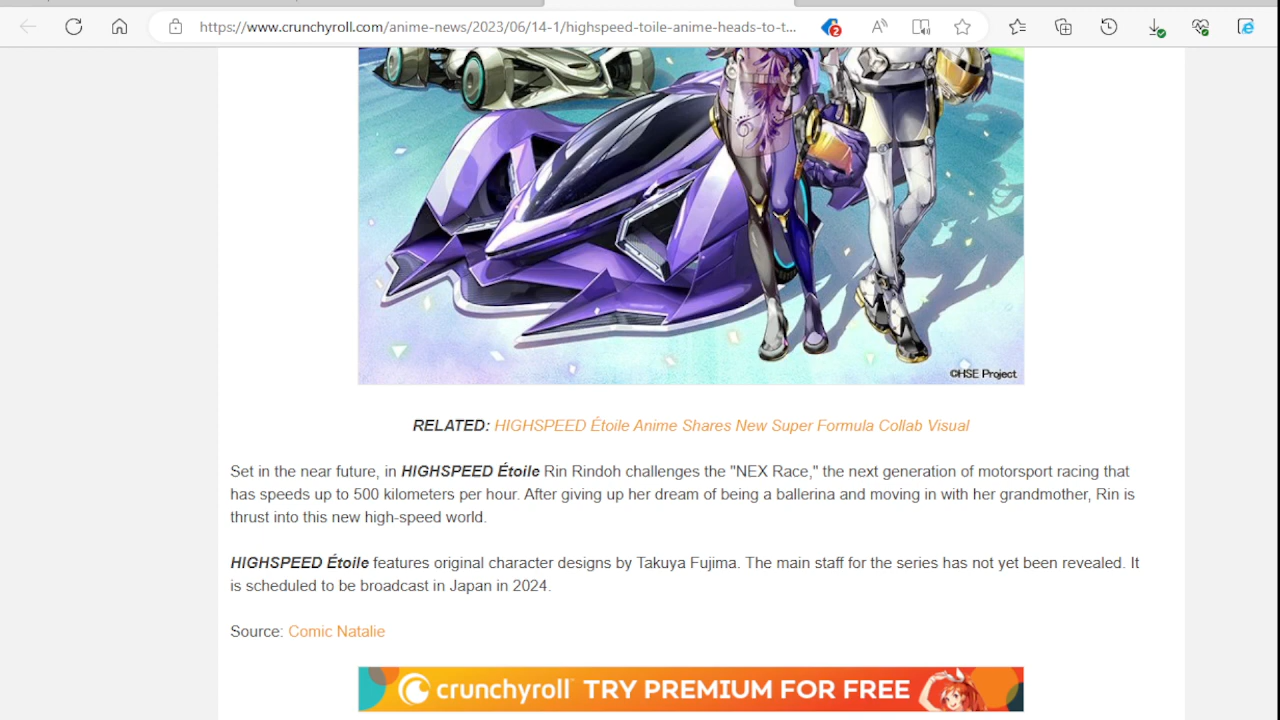 https://www.crunchyroll.com/anime-news/2023/06/14-1/highspeed-toile-anime-heads-to-t...
2
©HSE Project
RELATED: HIGHSPEED Étoile Anime Shares New Super Formula Collab Visual
Set in the near future, in HIGHSPEED Étoile Rin Rindoh challenges the "NEX Race," the next generation of motorsport racing that
has speeds up to 500 kilometers per hour. After giving up her dream of being a ballerina and moving in with her grandmother, Rin is
thrust into this new high-speed world.
HIGHSPEED Étoile features original character designs by Takuya Fujima. The main staff for the series has not yet been revealed. It
is scheduled to be broadcast in Japan in 2024.
Source: Comic Natalie
crunchyroll TRY PREMIUM FOR FREE